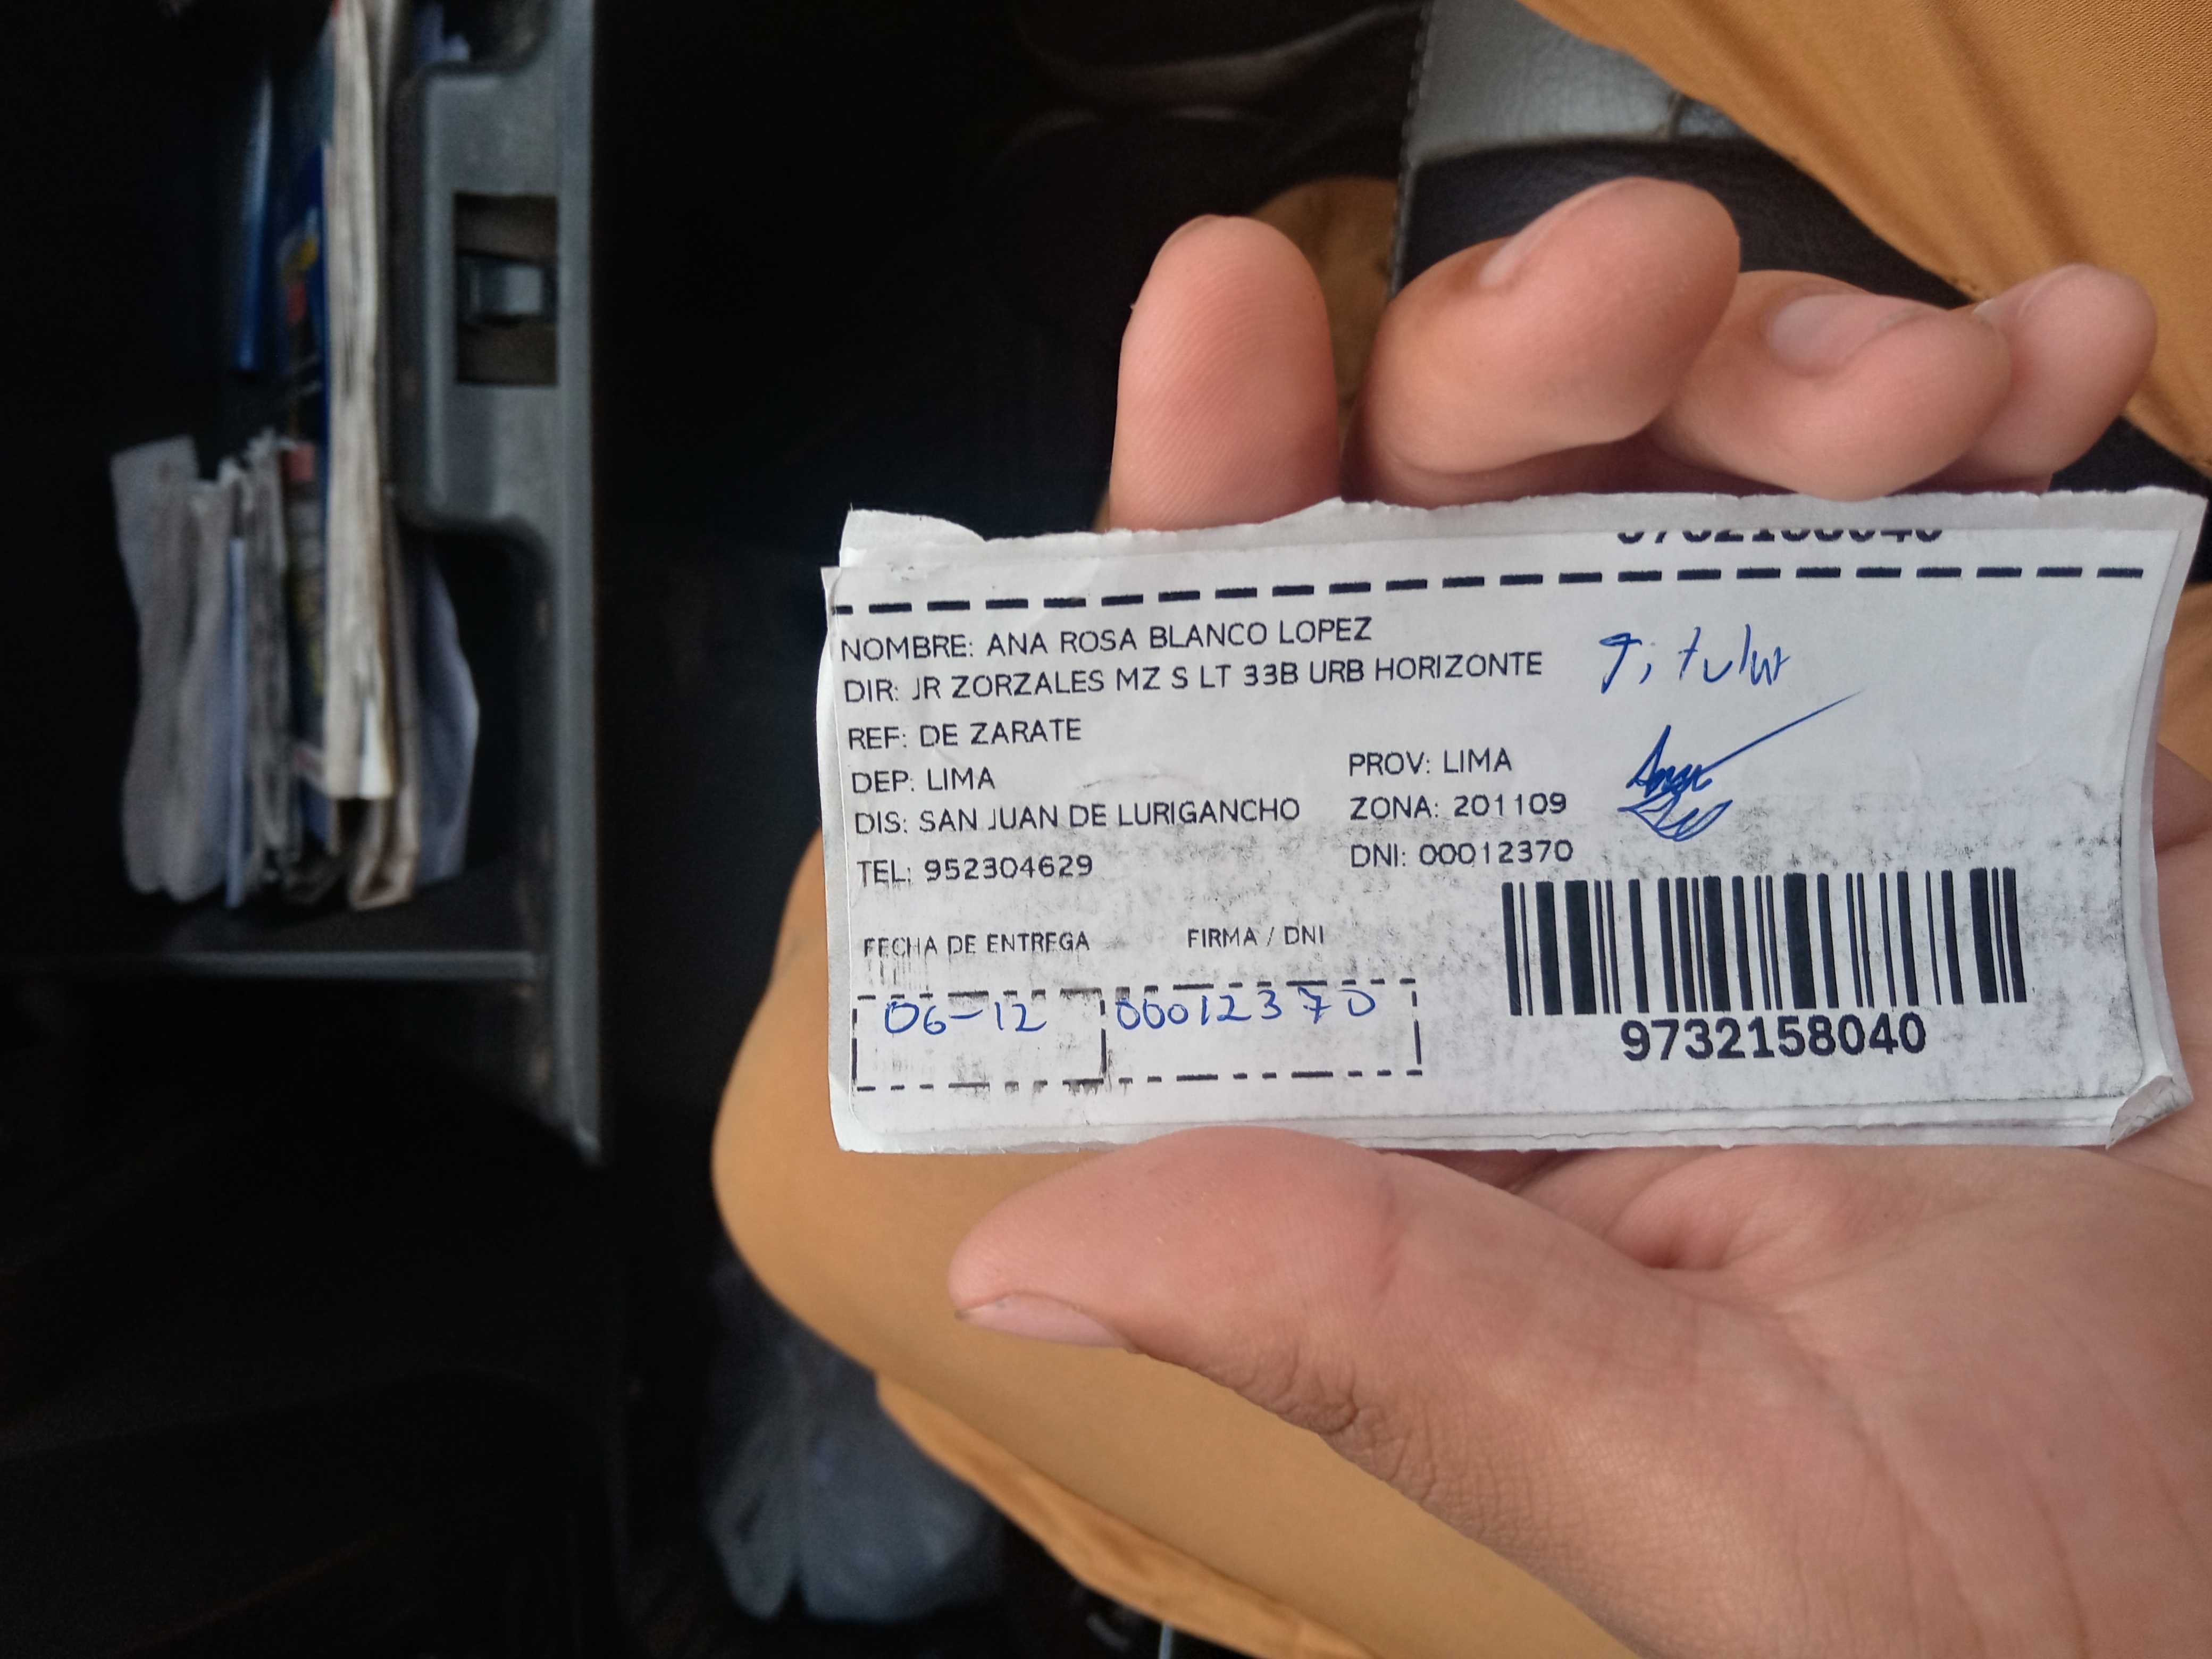 9732158040
NOMBRE: ANA ROSA BLANCO LOPEZ
DIR: JR ZORZALES MZ S LT 33B URB HORIZONTE
Titular
REF: DE ZARATE
DEP: LIMA
PROV: LIMA
DIS: SAN JUAN DE LURIGANCHO
ZONA: 201109
TEL: 952304629
DNI: 00012370
FECHA DE ENTREGA
FIRMA / DNI
06-12
00012370
9732158040